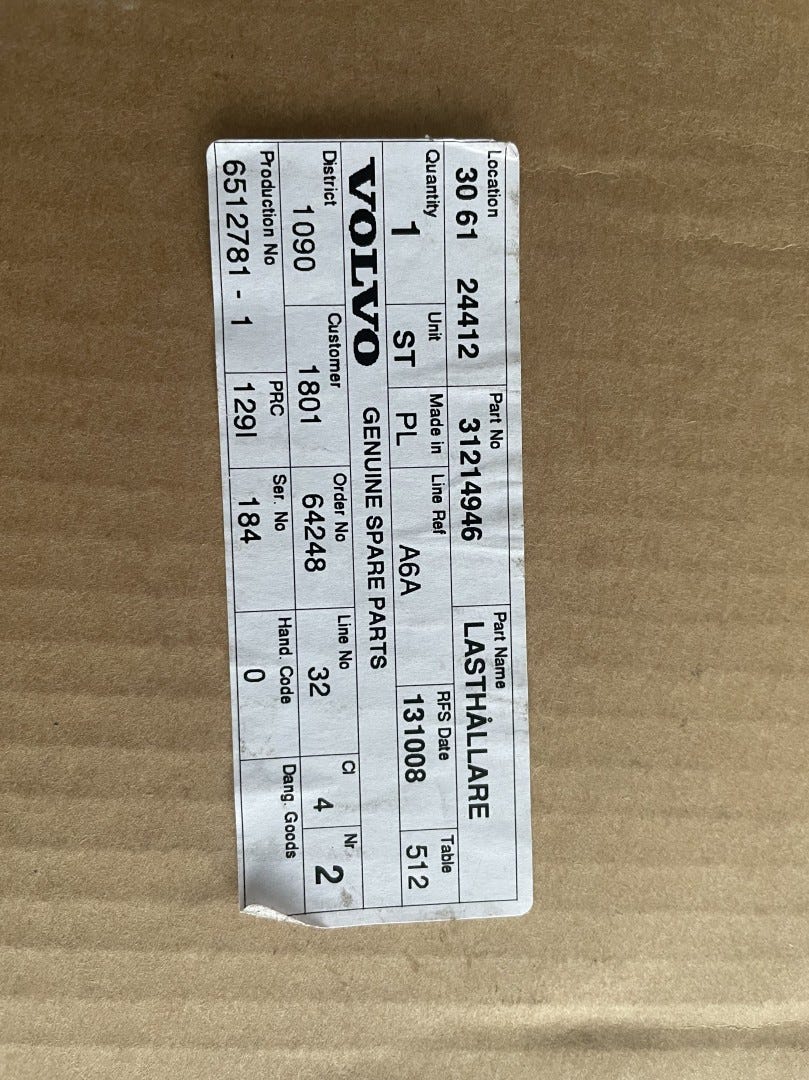 Location Part No Part Name
30 61 24412 31214946 LASTHÅLLARE
Quantity Unit Made in Line Ref RFS Date Table
1 ST PL A6A 131008 512
VOLVO GENUINE SPARE PARTS
District Customer Order No Line No Cl Nr
1090 1801 64248 32 4 2
Production No PRC Ser. No Hand. Code Dang. Goods
6512781 - 1 129I 184 0